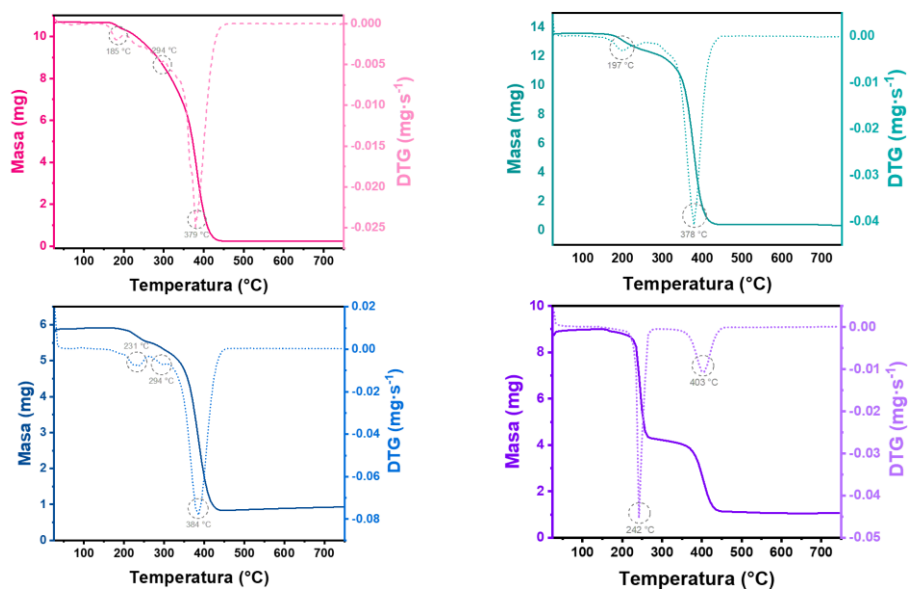 Masa (mg)
10
8
6
4
2
0
185 °C
294 °C
379 °C
0.000
-0.005
-0.010
-0.015
-0.020
-0.025
DTG (mg·s⁻¹)
100 200 300 400 500 600 700
Temperatura (°C)
Masa (mg)
14
12
10
8
6
4
2
0
197 °C
378 °C
0.00
-0.01
-0.02
-0.03
-0.04
DTG (mg·s⁻¹)
100 200 300 400 500 600 700
Temperatura (°C)
Masa (mg)
6
5
4
3
2
1
0
231 °C
294 °C
384 °C
0.02
0.00
-0.02
-0.04
-0.06
-0.08
DTG (mg·s⁻¹)
100 200 300 400 500 600 700
Temperatura (°C)
Masa (mg)
10
8
6
4
2
0
242 °C
403 °C
0.00
-0.01
-0.02
-0.03
-0.04
-0.05
DTG (mg·s⁻¹)
100 200 300 400 500 600 700
Temperatura (°C)